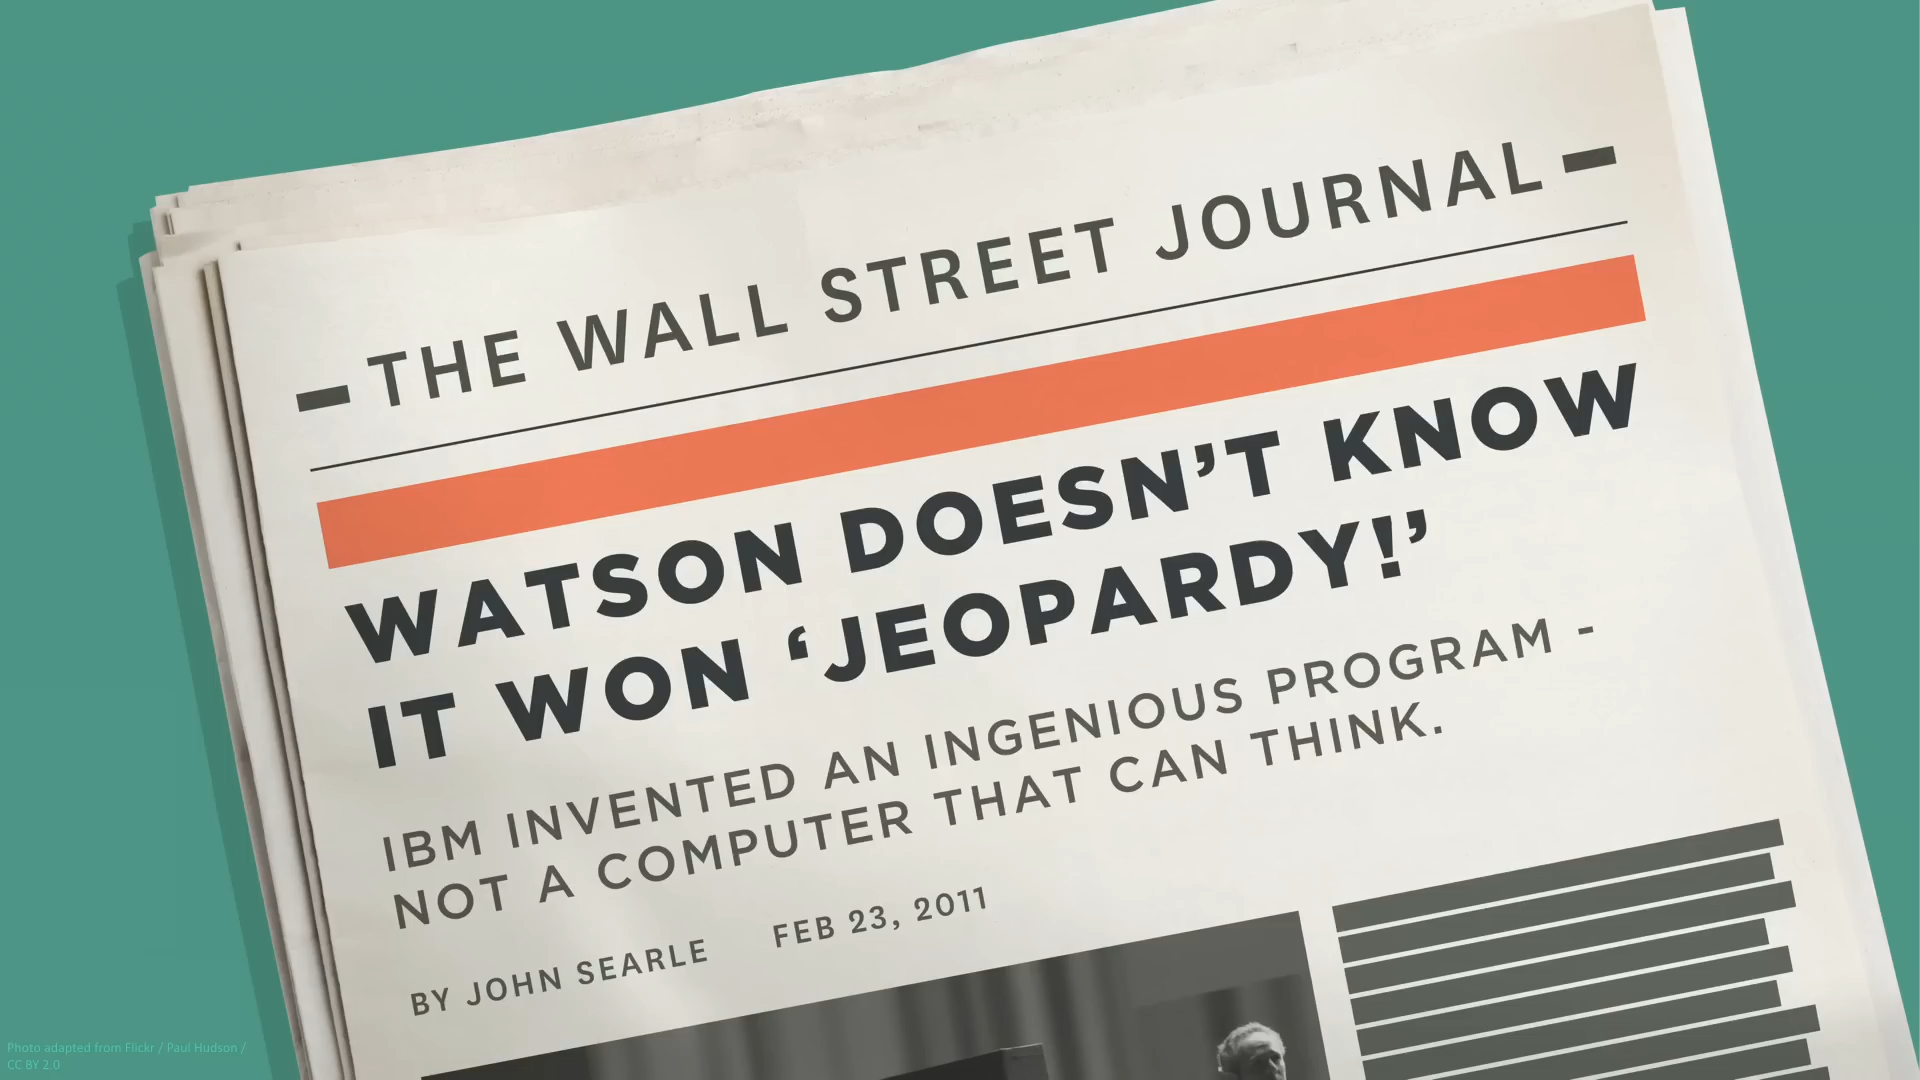 THE WALL STREET JOURNAL
WATSON DOESN’T KNOW
IT WON ‘JEOPARDY!’
IBM INVENTED AN INGENIOUS PROGRAM -
NOT A COMPUTER THAT CAN THINK.
BY JOHN SEARLE FEB 23, 2011
Photo adapted from Flickr / Paul Hudson /
CC BY 2.0